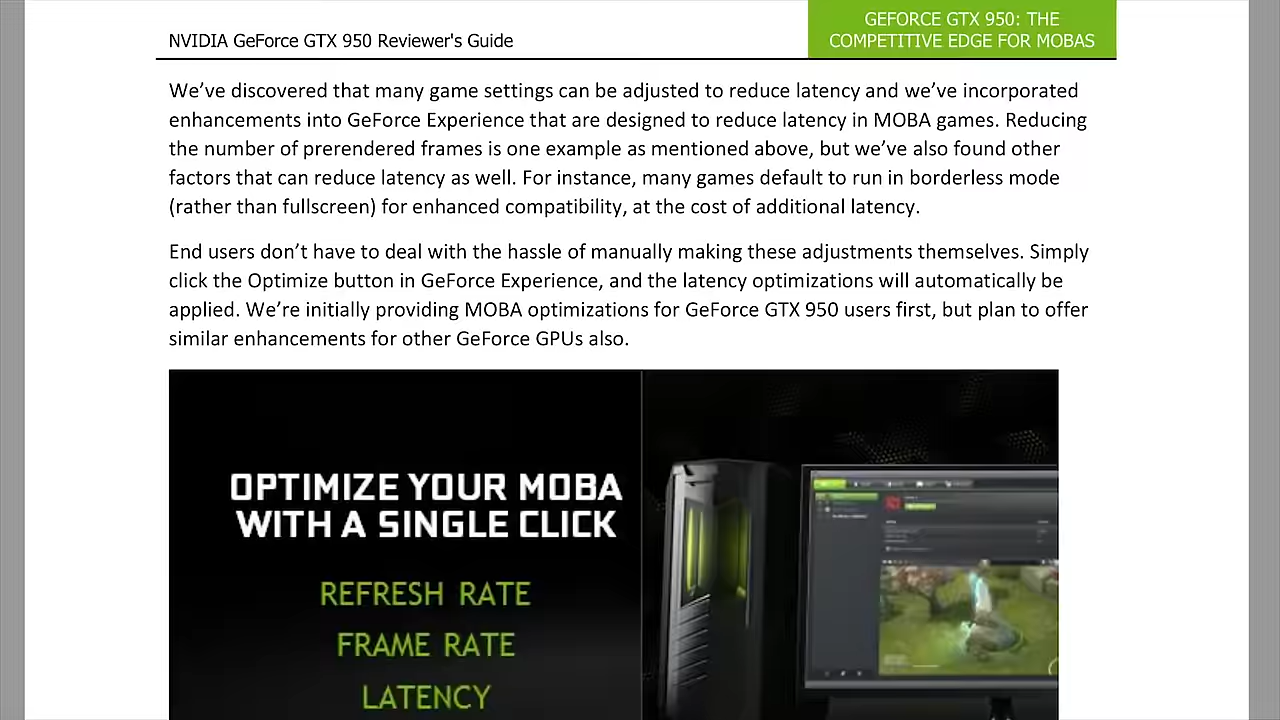 NVIDIA GeForce GTX 950 Reviewer's Guide
GEFORCE GTX 950: THE
COMPETITIVE EDGE FOR MOBAS
We’ve discovered that many game settings can be adjusted to reduce latency and we’ve incorporated
enhancements into GeForce Experience that are designed to reduce latency in MOBA games. Reducing
the number of prerendered frames is one example as mentioned above, but we’ve also found other
factors that can reduce latency as well. For instance, many games default to run in borderless mode
(rather than fullscreen) for enhanced compatibility, at the cost of additional latency.
End users don’t have to deal with the hassle of manually making these adjustments themselves. Simply
click the Optimize button in GeForce Experience, and the latency optimizations will automatically be
applied. We’re initially providing MOBA optimizations for GeForce GTX 950 users first, but plan to offer
similar enhancements for other GeForce GPUs also.
OPTIMIZE YOUR MOBA
WITH A SINGLE CLICK
REFRESH RATE
FRAME RATE
LATENCY